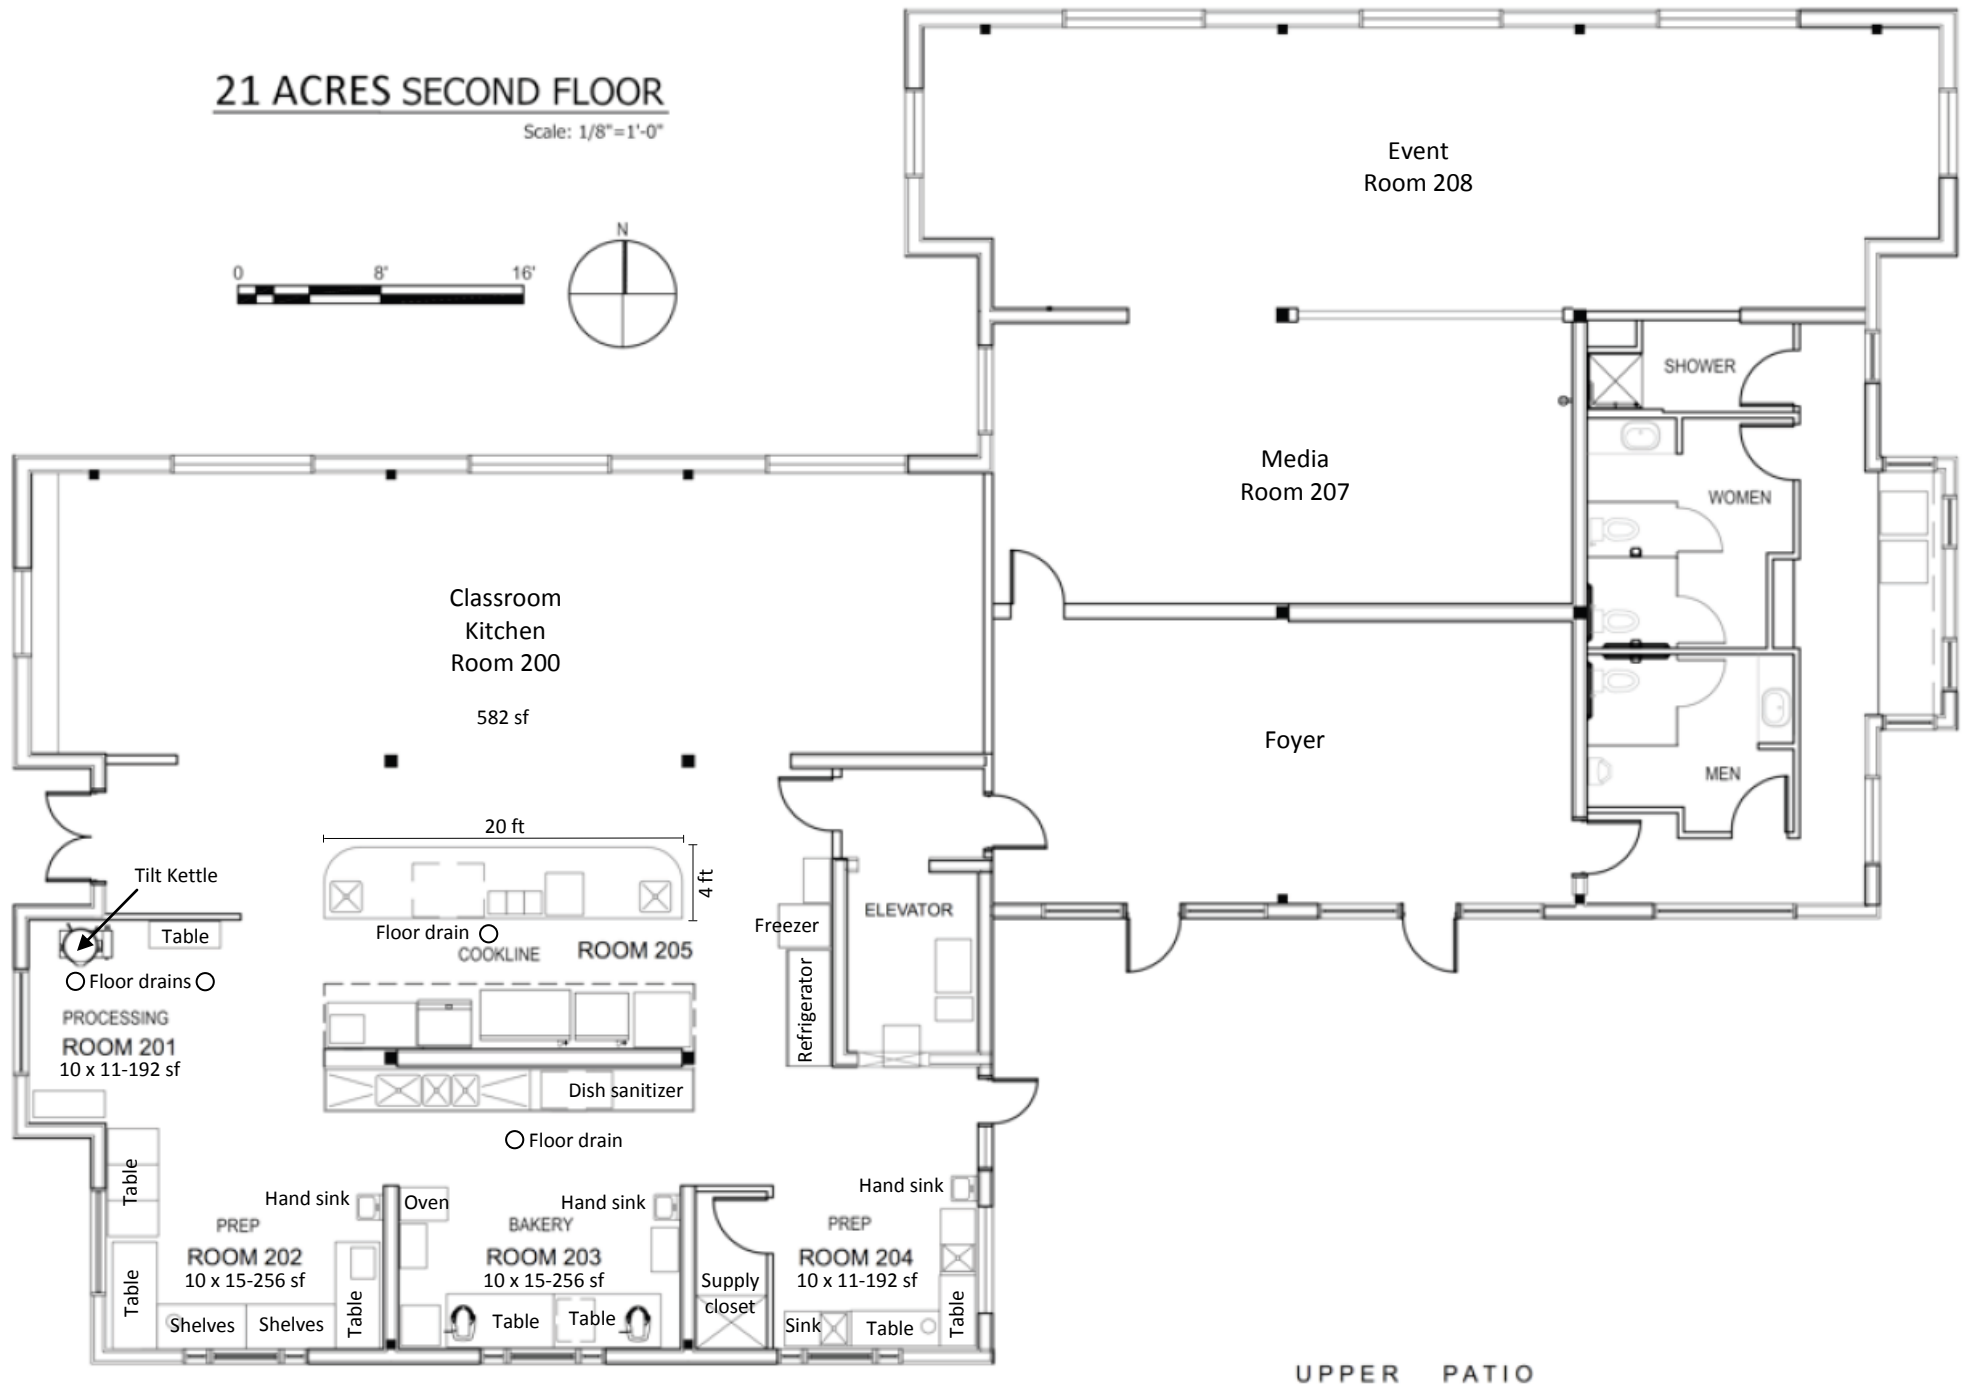 21 ACRES SECOND FLOOR
Scale: 1/8"=1'-0"
N
0 8' 16'
Event
Room 208
SHOWER
Media
Room 207
WOMEN
Classroom
Kitchen
Room 200
582 sf
Foyer
MEN
20 ft
4 ft
Tilt Kettle
Table
Floor drain
COOKLINE
ROOM 205
Freezer
ELEVATOR
Floor drains
Refrigerator
PROCESSING
ROOM 201
10 x 11-192 sf
Dish sanitizer
Floor drain
Table
Hand sink
Oven
Hand sink
Hand sink
PREP
ROOM 202
10 x 15-256 sf
BAKERY
ROOM 203
10 x 15-256 sf
PREP
ROOM 204
10 x 11-192 sf
Supply
closet
Table
Shelves
Shelves
Table
Table
Table
Sink
Table
Table
UPPER PATIO